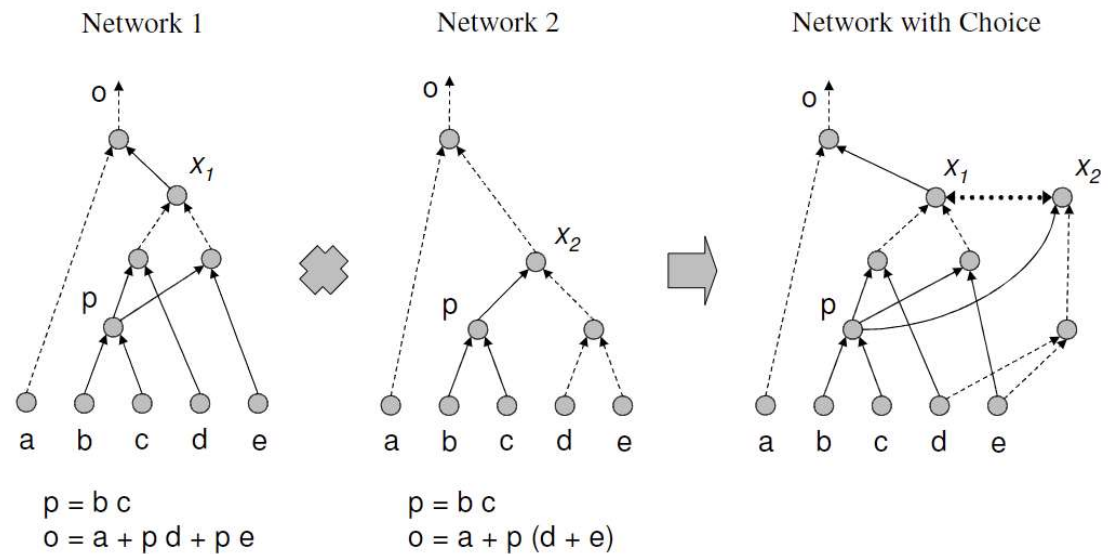 Network 1
Network 2
Network with Choice
o
x1
p
a b c d e
p = b c
o = a + p d + p e
o
x2
p
a b c d e
p = b c
o = a + p (d + e)
o
x1 x2
p
a b c d e